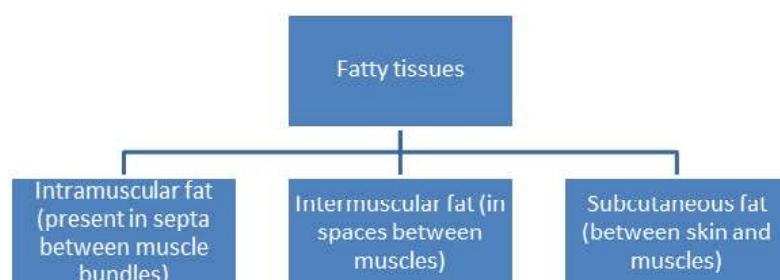 Fatty tissues
Intramuscular fat
(present in septa
between muscle
bundles)
Intermuscular fat (in
spaces between
muscles)
Subcutaneous fat
(between skin and
muscles)